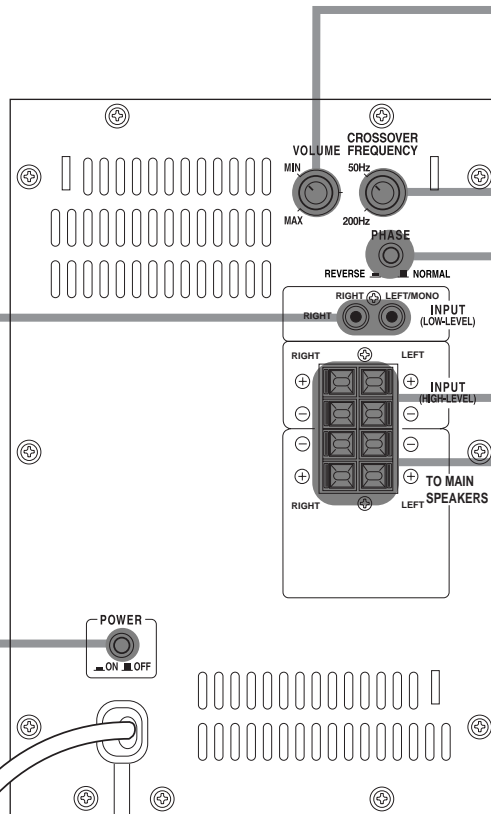 VOLUME
CROSSOVER
FREQUENCY
MIN
MAX
50Hz
200Hz
PHASE
REVERSE NORMAL
RIGHT LEFT/MONO
RIGHT
INPUT
(LOW-LEVEL)
RIGHT LEFT
+ +
INPUT
(HIGH-LEVEL)
− −
− −
+ +
TO MAIN
SPEAKERS
RIGHT LEFT
POWER
ON OFF